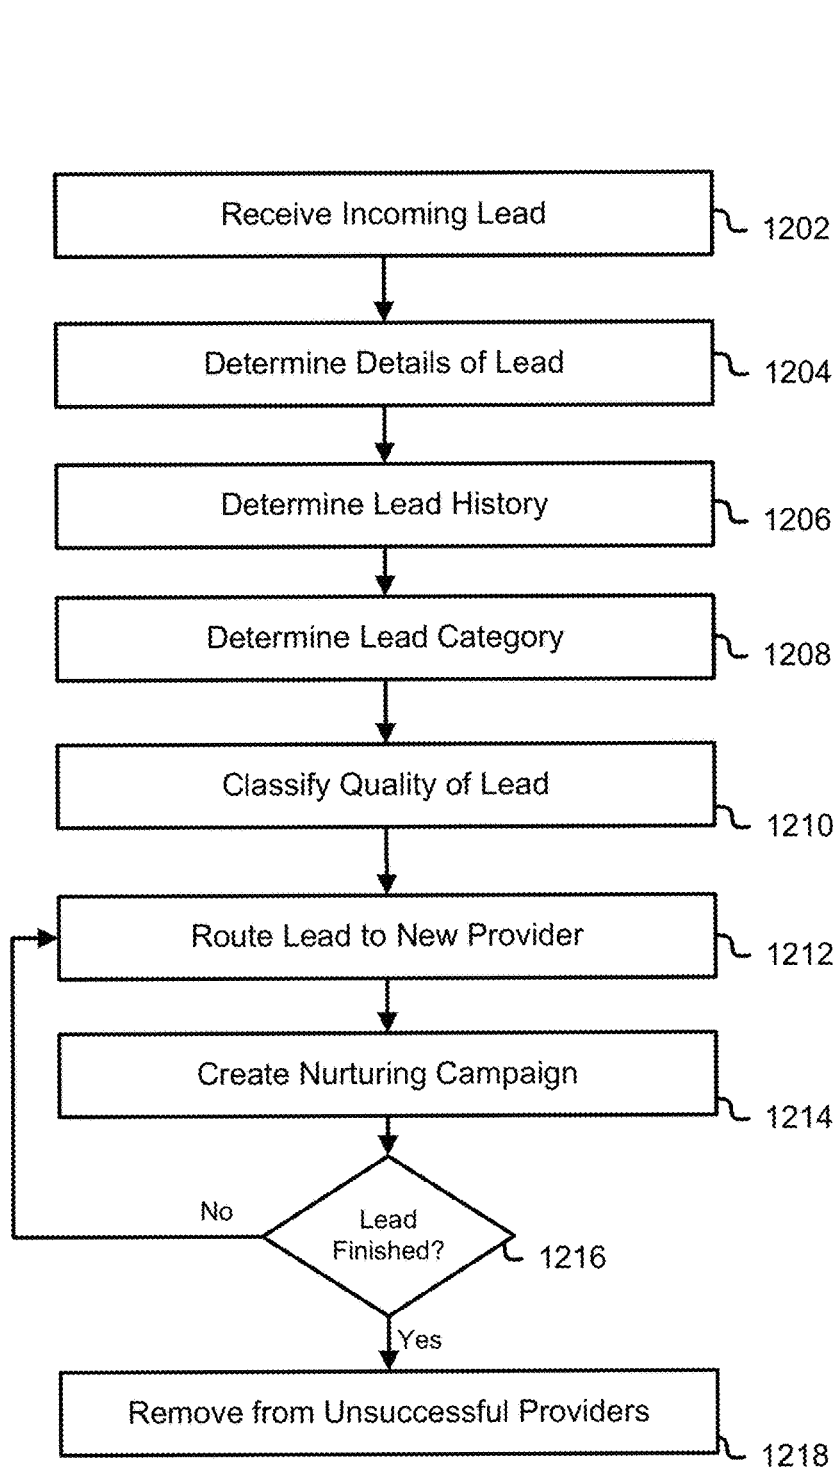 Receive Incoming Lead
1202
Determine Details of Lead
1204
Determine Lead History
1206
Determine Lead Category
1208
Classify Quality of Lead
1210
Route Lead to New Provider
1212
Create Nurturing Campaign
1214
No
Lead
Finished?
1216
Yes
Remove from Unsuccessful Providers
1218